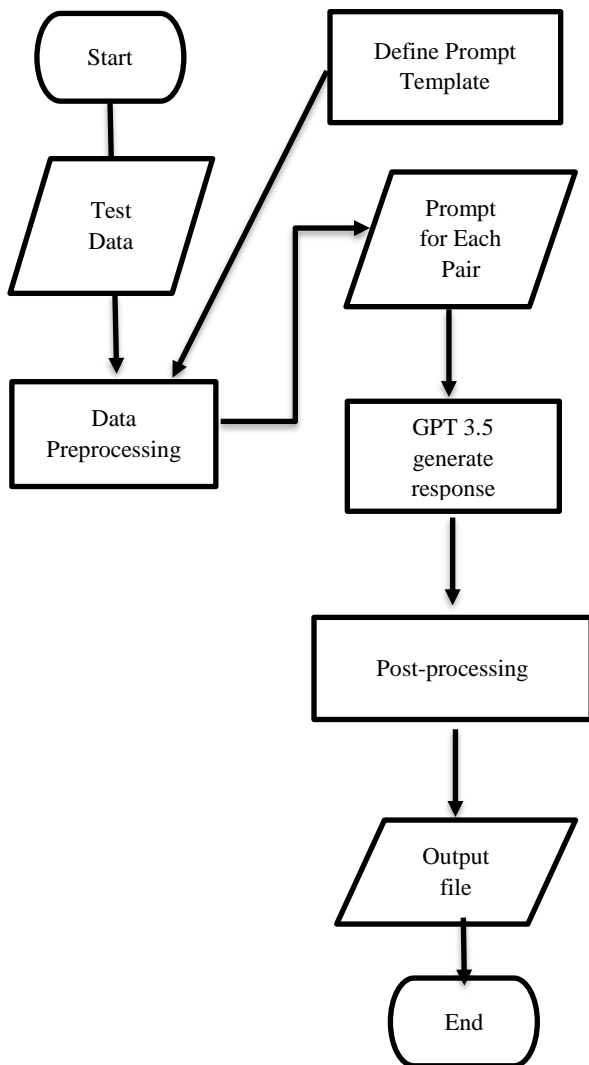 Start
Define Prompt
Template
Test
Data
Prompt
for Each
Pair
Data
Preprocessing
GPT 3.5
generate
response
Post-processing
Output
file
End